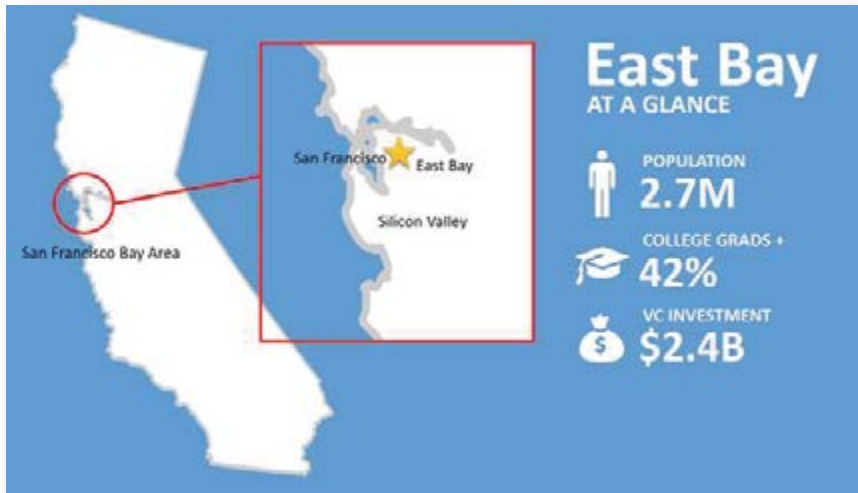 East Bay
AT A GLANCE
San Francisco
East Bay
Silicon Valley
San Francisco Bay Area
POPULATION
2.7M
COLLEGE GRADS +
42%
VC INVESTMENT
$2.4B
$